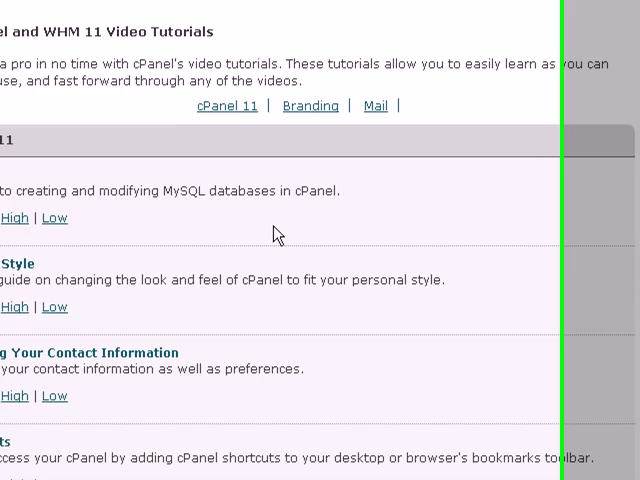 el and WHM 11 Video Tutorials
a pro in no time with cPanel's video tutorials. These tutorials allow you to easily learn as you can
use, and fast forward through any of the videos.
cPanel 11 | Branding | Mail |
11
to creating and modifying MySQL databases in cPanel.
High | Low
Style
guide on changing the look and feel of cPanel to fit your personal style.
High | Low
g Your Contact Information
your contact information as well as preferences.
High | Low
ts
ccess your cPanel by adding cPanel shortcuts to your desktop or browser's bookmarks toolbar.